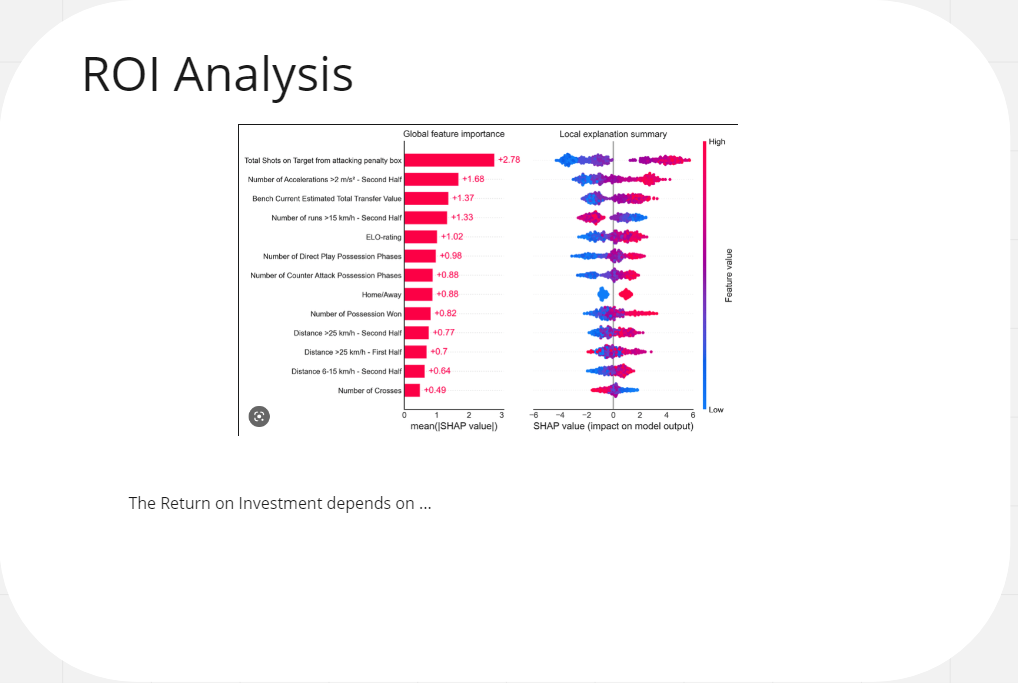 ROI Analysis
Global feature importance
Local explanation summary
High
Total Shots on Target from attacking penalty box
+2.78
Number of Accelerations >2 m/s² - Second Half
+1.68
Bench Current Estimated Total Transfer Value
+1.37
Number of runs >15 km/h - Second Half
+1.33
ELO-rating
+1.02
Number of Direct Play Possession Phases
+0.98
Number of Counter Attack Possession Phases
+0.88
Home/Away
+0.88
Number of Possession Won
+0.82
Distance >25 km/h - Second Half
+0.77
Distance >25 km/h - First Half
+0.7
Distance 6-15 km/h - Second Half
+0.64
Number of Crosses
+0.49
Feature value
Low
0 1 2 3
mean(|SHAP value|)
−6 −4 −2 0 2 4 6
SHAP value (impact on model output)
The Return on Investment depends on ...